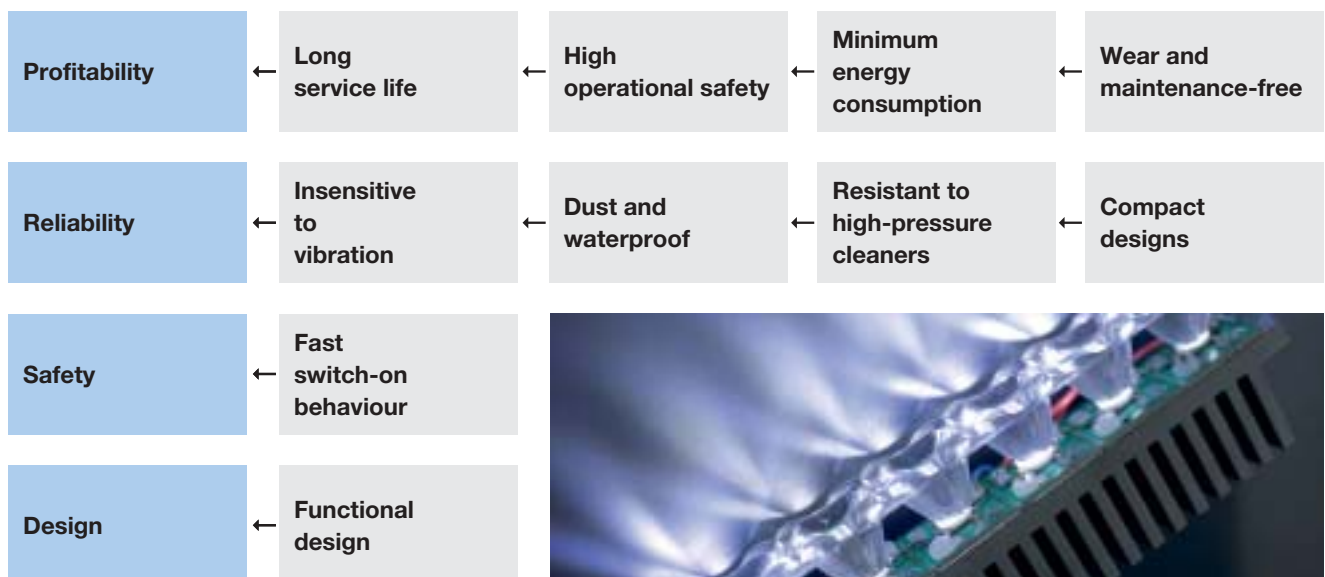 Profitability
Long
service life
High
operational safety
Minimum
energy
consumption
Wear and
maintenance-free
Reliability
Insensitive
to
vibration
Dust and
waterproof
Resistant to
high-pressure
cleaners
Compact
designs
Safety
Fast
switch-on
behaviour
Design
Functional
design